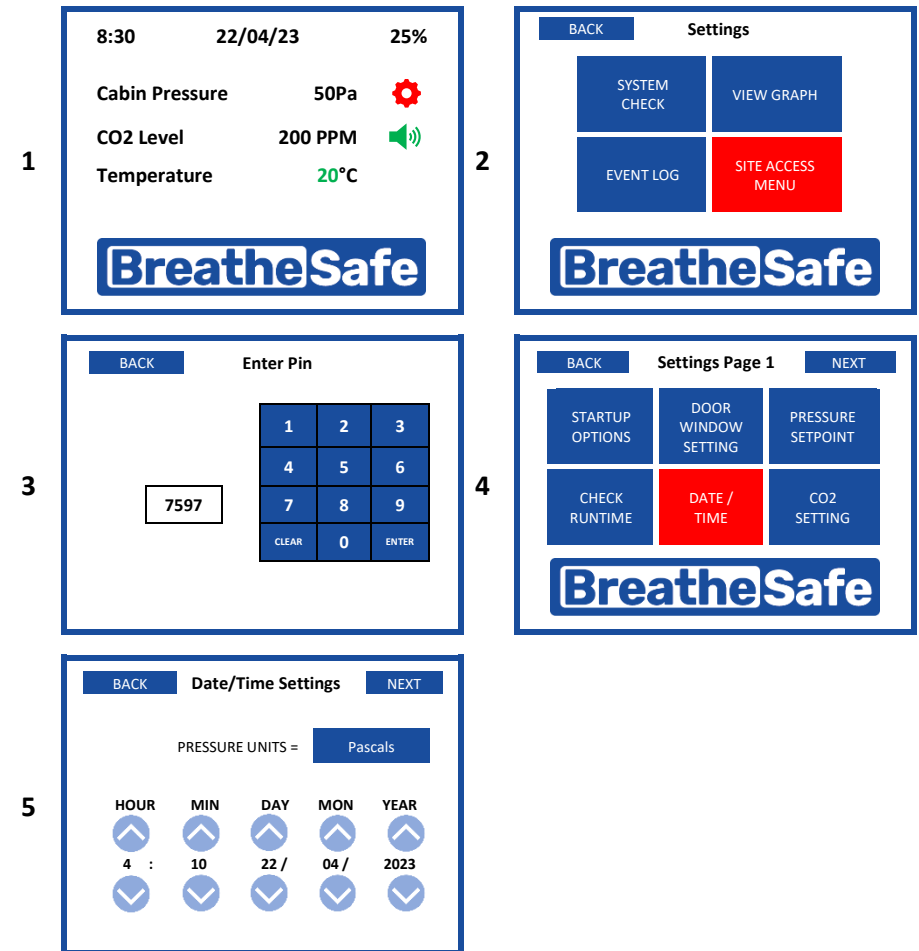 1
8:30 22/04/23 25%
Cabin Pressure 50Pa
CO2 Level 200 PPM
Temperature 20°C
BreatheSafe
2
BACK Settings
SYSTEM
CHECK
VIEW GRAPH
EVENT LOG
SITE ACCESS
MENU
BreatheSafe
3
BACK Enter Pin
7597
1 2 3
4 5 6
7 8 9
CLEAR 0 ENTER
4
BACK Settings Page 1 NEXT
STARTUP
OPTIONS
DOOR
WINDOW
SETTING
PRESSURE
SETPOINT
CHECK
RUNTIME
DATE /
TIME
CO2
SETTING
BreatheSafe
5
BACK Date/Time Settings NEXT
PRESSURE UNITS = Pascals
HOUR MIN DAY MON YEAR
4 : 10 22 / 04 / 2023